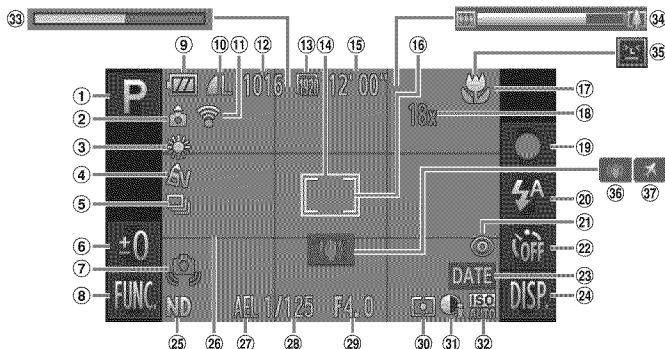 ㉝ ㉞
㉟
⑨ ⑩ ⑪ ⑫ ⑬ ⑭ ⑮ ⑯
① P L 1016 12'00" ⑰
② 18x ⑱
③ ⑲
④ AV A ⑳
⑤ ㊱ ㊲
㉑
⑥ ±0 OFF ㉒
⑦ DATE ㉓
⑧ FUNC. ND AEL 1/125 F4.0 ISO AUTO DISP. ㉔
㉕ ㉖ ㉗ ㉘ ㉙ ㉚ ㉛ ㉜